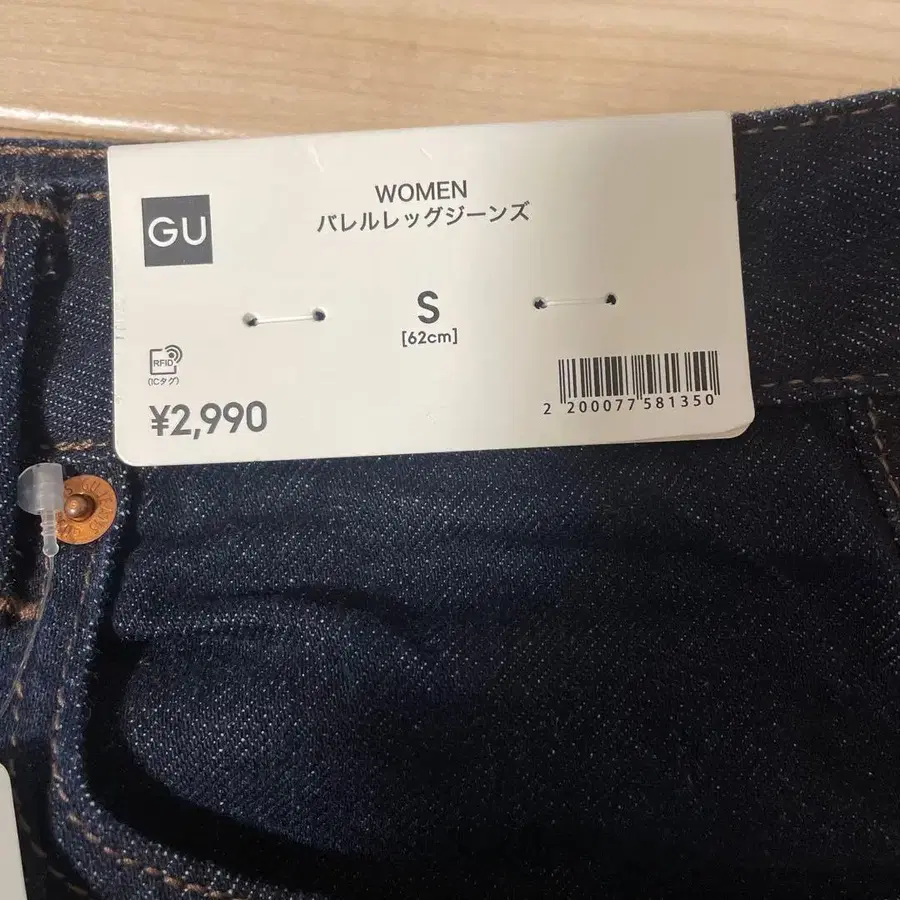 WOMEN
バレルレッグジーンズ
GU
S
[62cm]
RFID
(ICタグ)
¥2,990
2 200077 581350